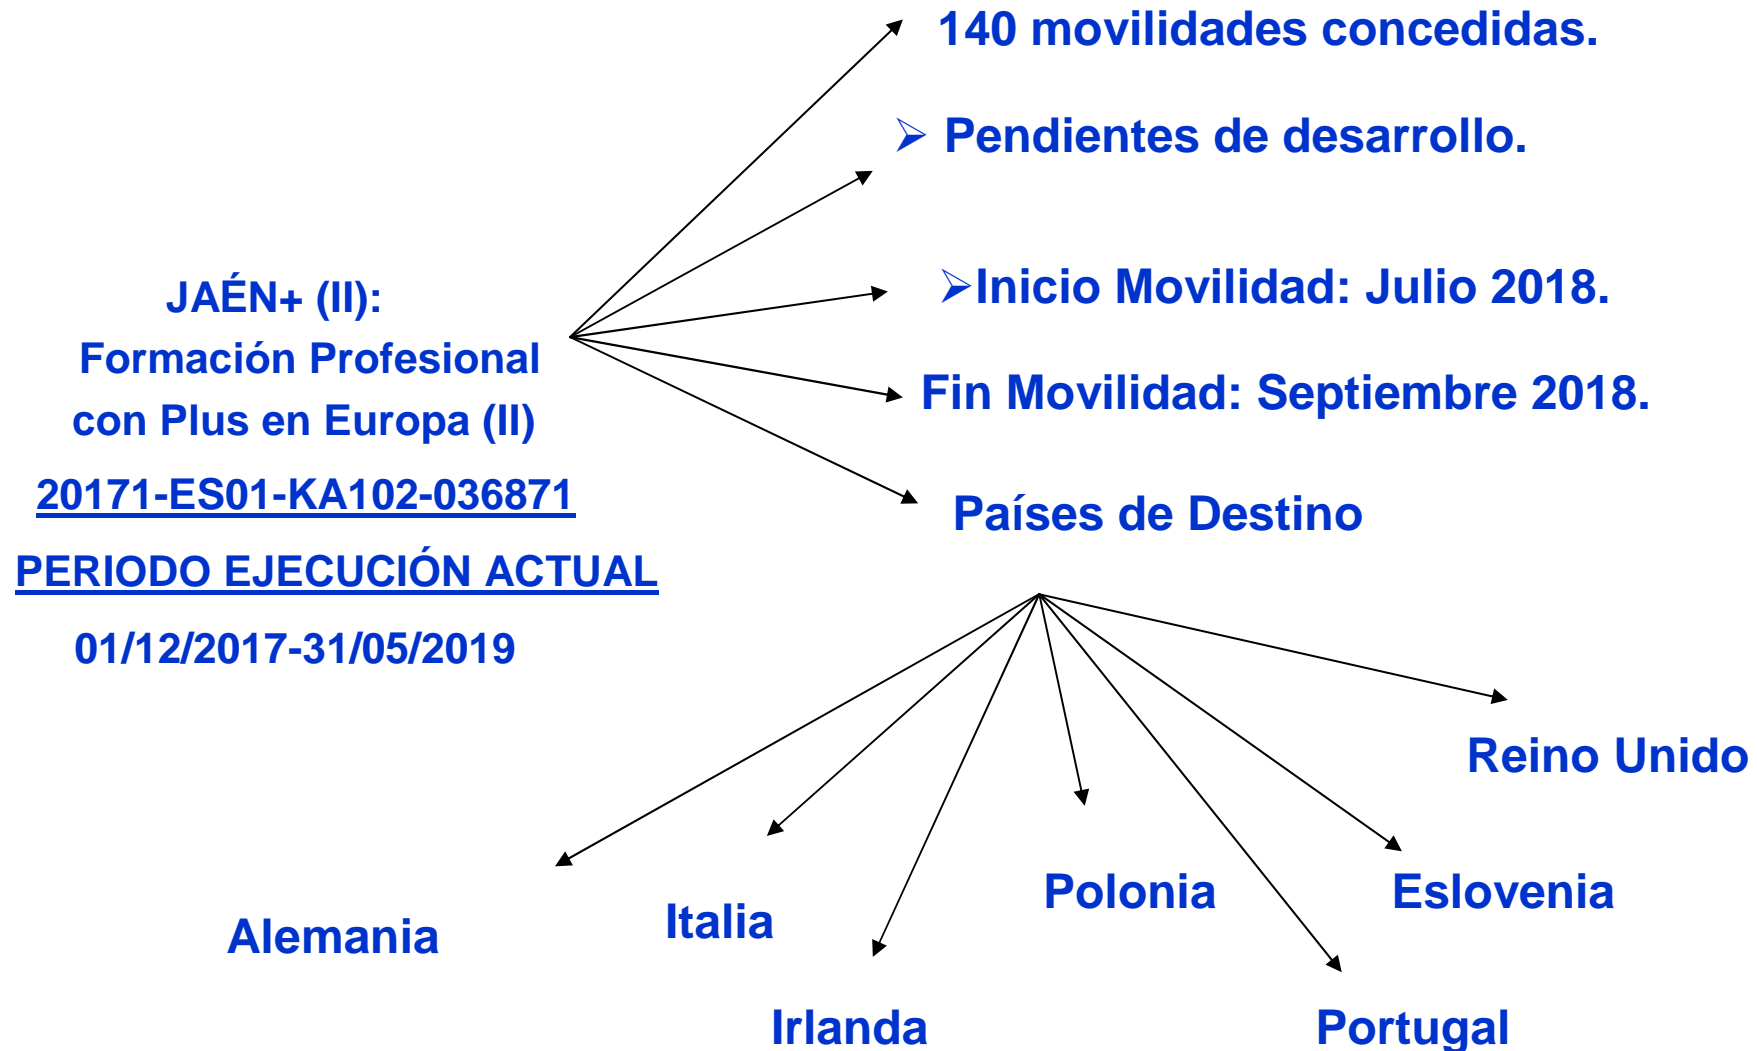 140 movilidades concedidas.
➢ Pendientes de desarrollo.
➢Inicio Movilidad: Julio 2018.
Fin Movilidad: Septiembre 2018.
Países de Destino
JAÉN+ (II):
Formación Profesional
con Plus en Europa (II)
20171-ES01-KA102-036871
PERIODO EJECUCIÓN ACTUAL
01/12/2017-31/05/2019
Reino Unido
Polonia
Eslovenia
Italia
Alemania
Irlanda
Portugal